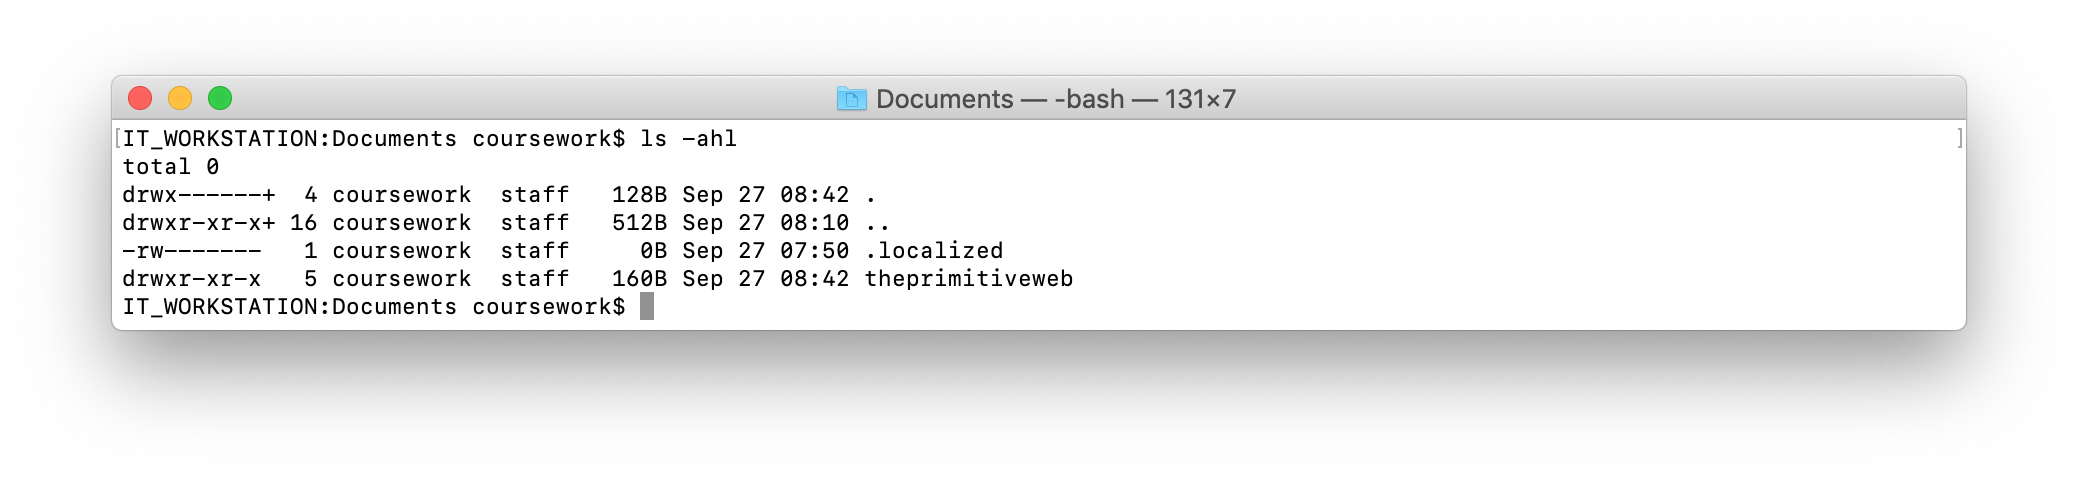 Documents — -bash — 131×7
[IT_WORKSTATION:Documents coursework$ ls -ahl ]
total 0
drwx------+  4 coursework  staff   128B Sep 27 08:42 .
drwxr-xr-x+ 16 coursework  staff   512B Sep 27 08:10 ..
-rw-------   1 coursework  staff     0B Sep 27 07:50 .localized
drwxr-xr-x   5 coursework  staff   160B Sep 27 08:42 theprimitiveweb
IT_WORKSTATION:Documents coursework$